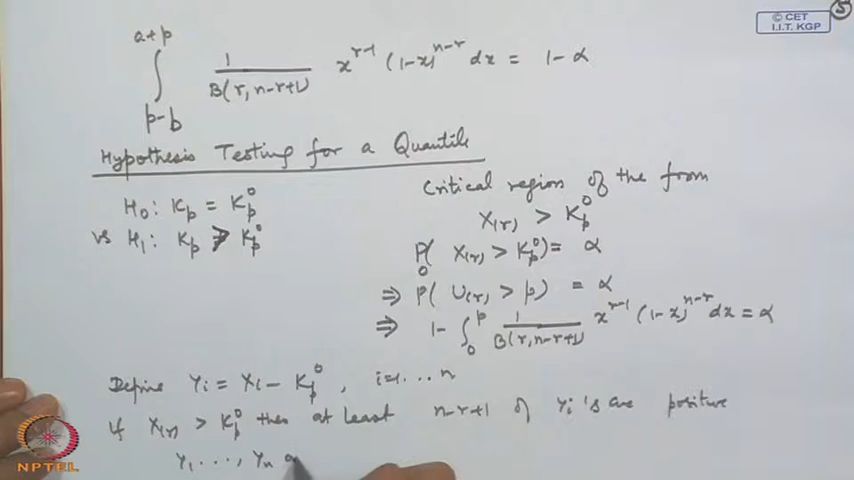 © CET
I.I.T. KGP
∫_{p-b}^{a+p} 1/B(r, n-r+1) x^{r-1} (1-x)^{n-r} dx = 1-α
Hypothesis Testing for a Quantile
H₀: K_p = K_p^0
vs H₁: K_p > K_p^0
Critical region of the from
X_(r) > K_p^0
P_0( X_(r) > K_p^0) = α
⇒ P( U_(r) > p) = α
⇒ 1 - ∫_0^p 1/B(r, n-r+1) x^{r-1} (1-x)^{n-r} dx = α
Define Y_i = X_i - K_p^0, i=1...n
If X_(r) > K_p^0 then at least n-r+1 of Y_i's are positive
Y_1, ..., Y_n
NPTEL